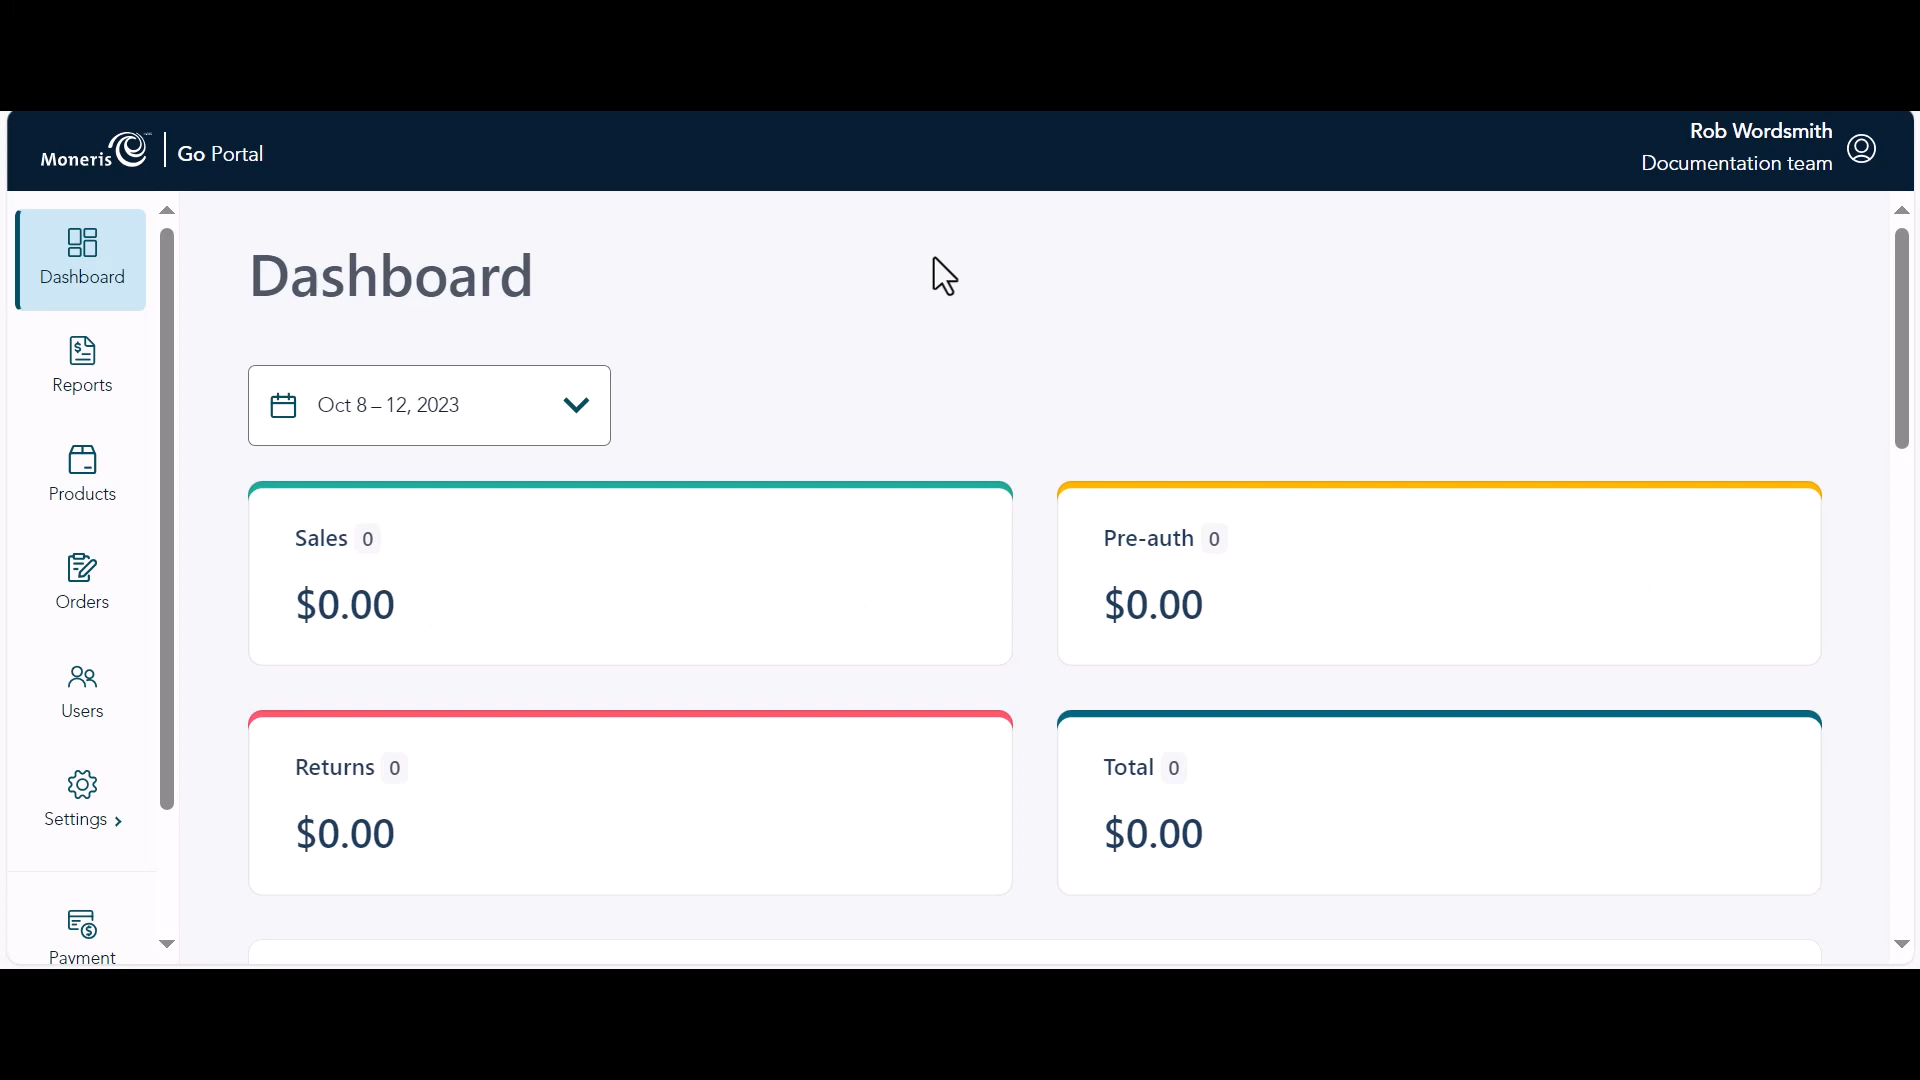 Moneris | Go Portal
Rob Wordsmith
Documentation team
Dashboard
Reports
Products
Orders
Users
Settings
Payment
Dashboard
Oct 8 – 12, 2023
Sales 0
$0.00
Pre-auth 0
$0.00
Returns 0
$0.00
Total 0
$0.00